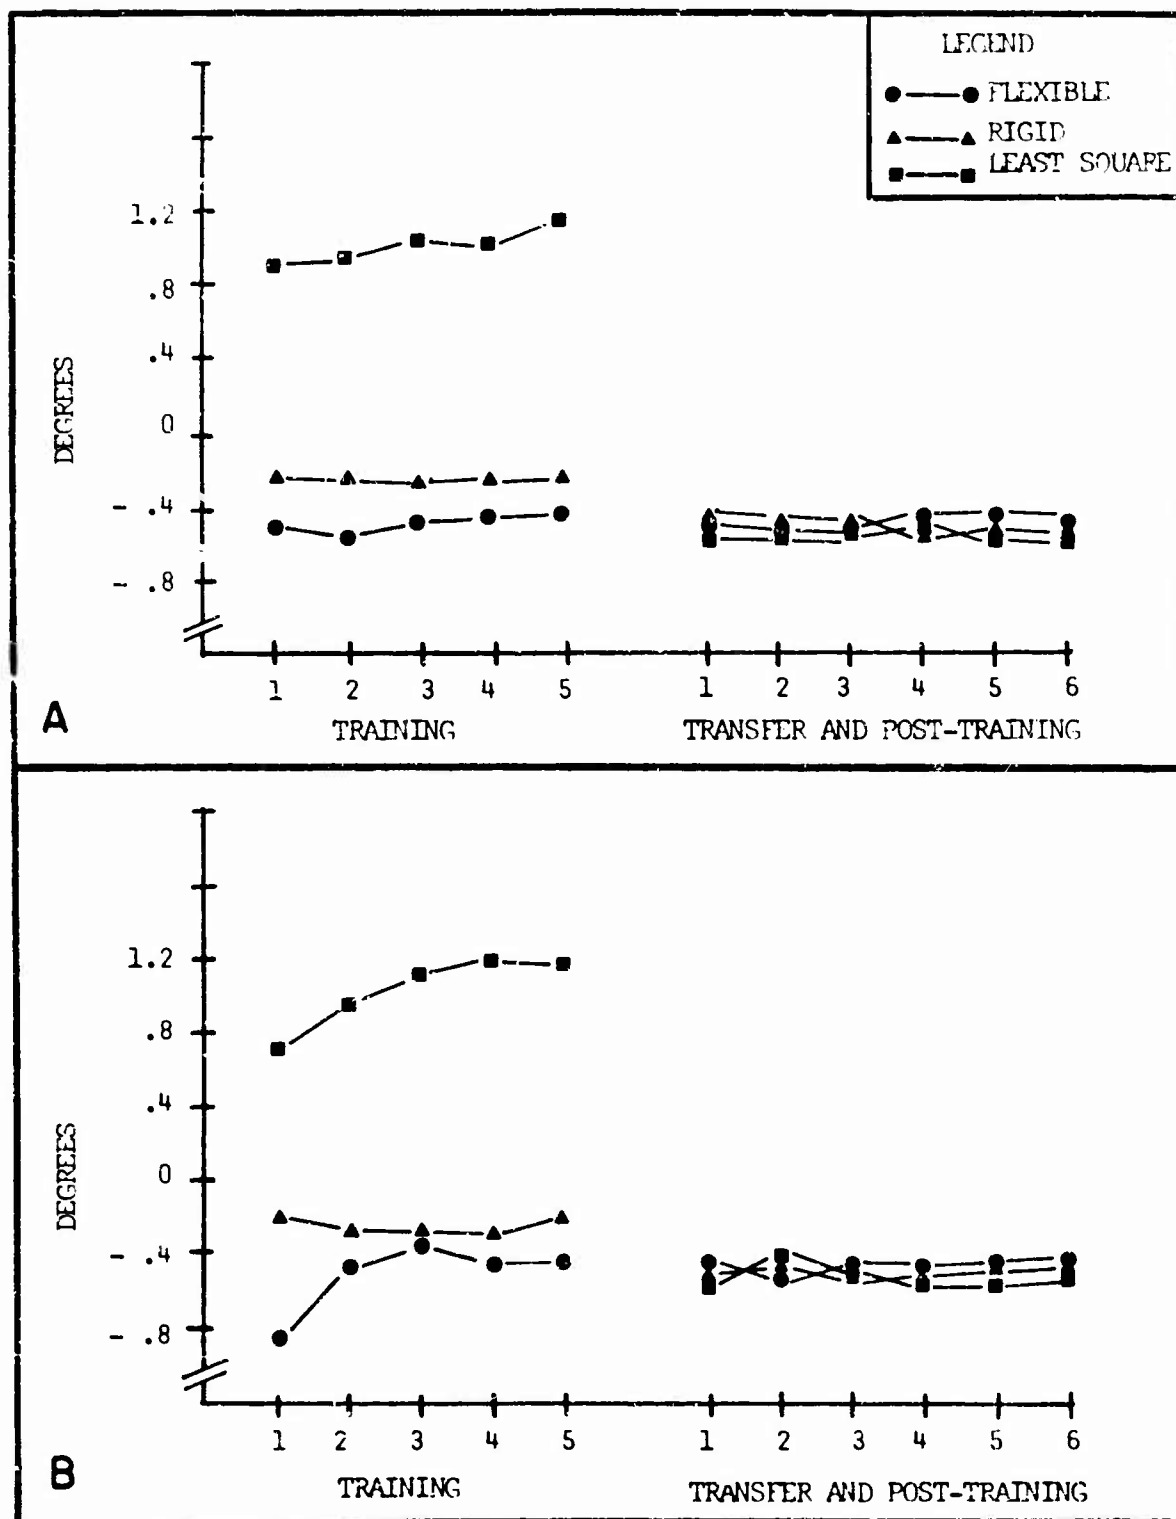 LEGEND
FLEXIBLE
RIGID
LEAST SQUARE
1.2
.8
.4
0
- .4
- .8
DEGREES
1 2 3 4 5
1 2 3 4 5 6
TRAINING
TRANSFER AND POST-TRAINING
A
1.2
.8
.4
0
- .4
- .8
DEGREES
1 2 3 4 5
1 2 3 4 5 6
TRAINING
TRANSFER AND POST-TRAINING
B